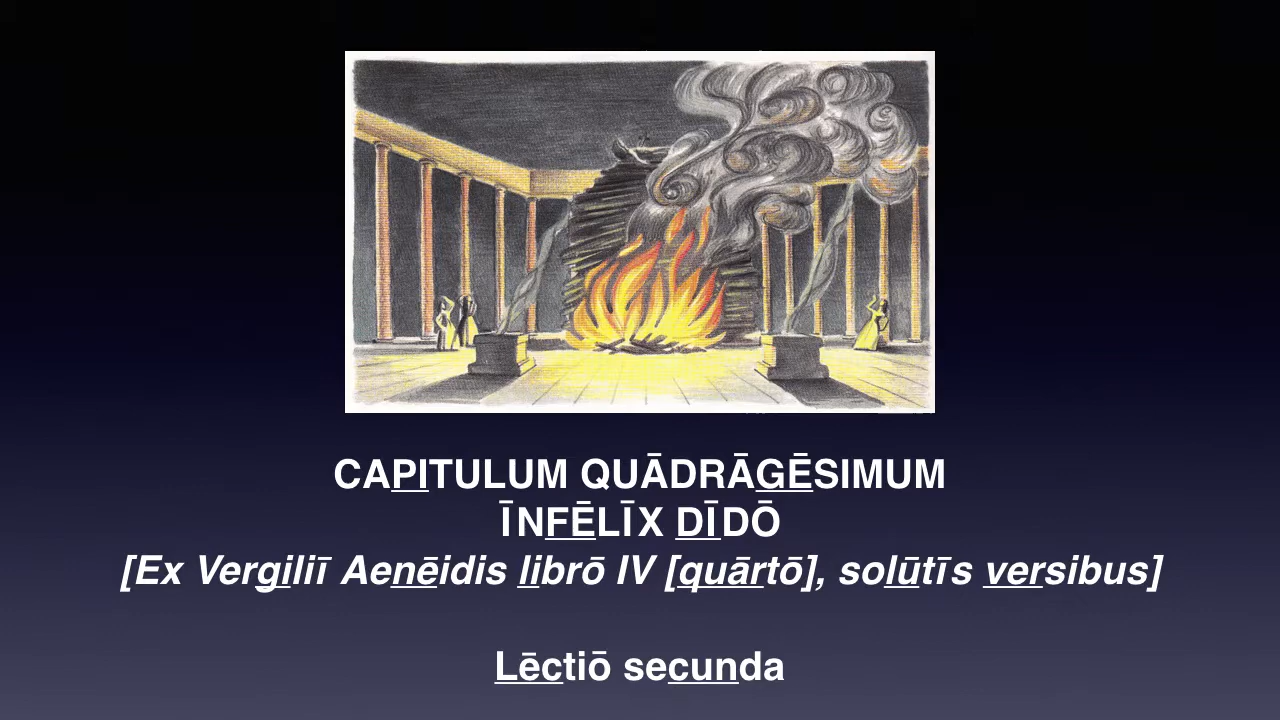 CAPITULUM QUĀDRĀGĒSIMUM
ĪNFĒLĪX DĪDŌ
[Ex Vergiliī Aenēidis librō IV [quārtō], solūtīs versibus]
Lēctiō secunda